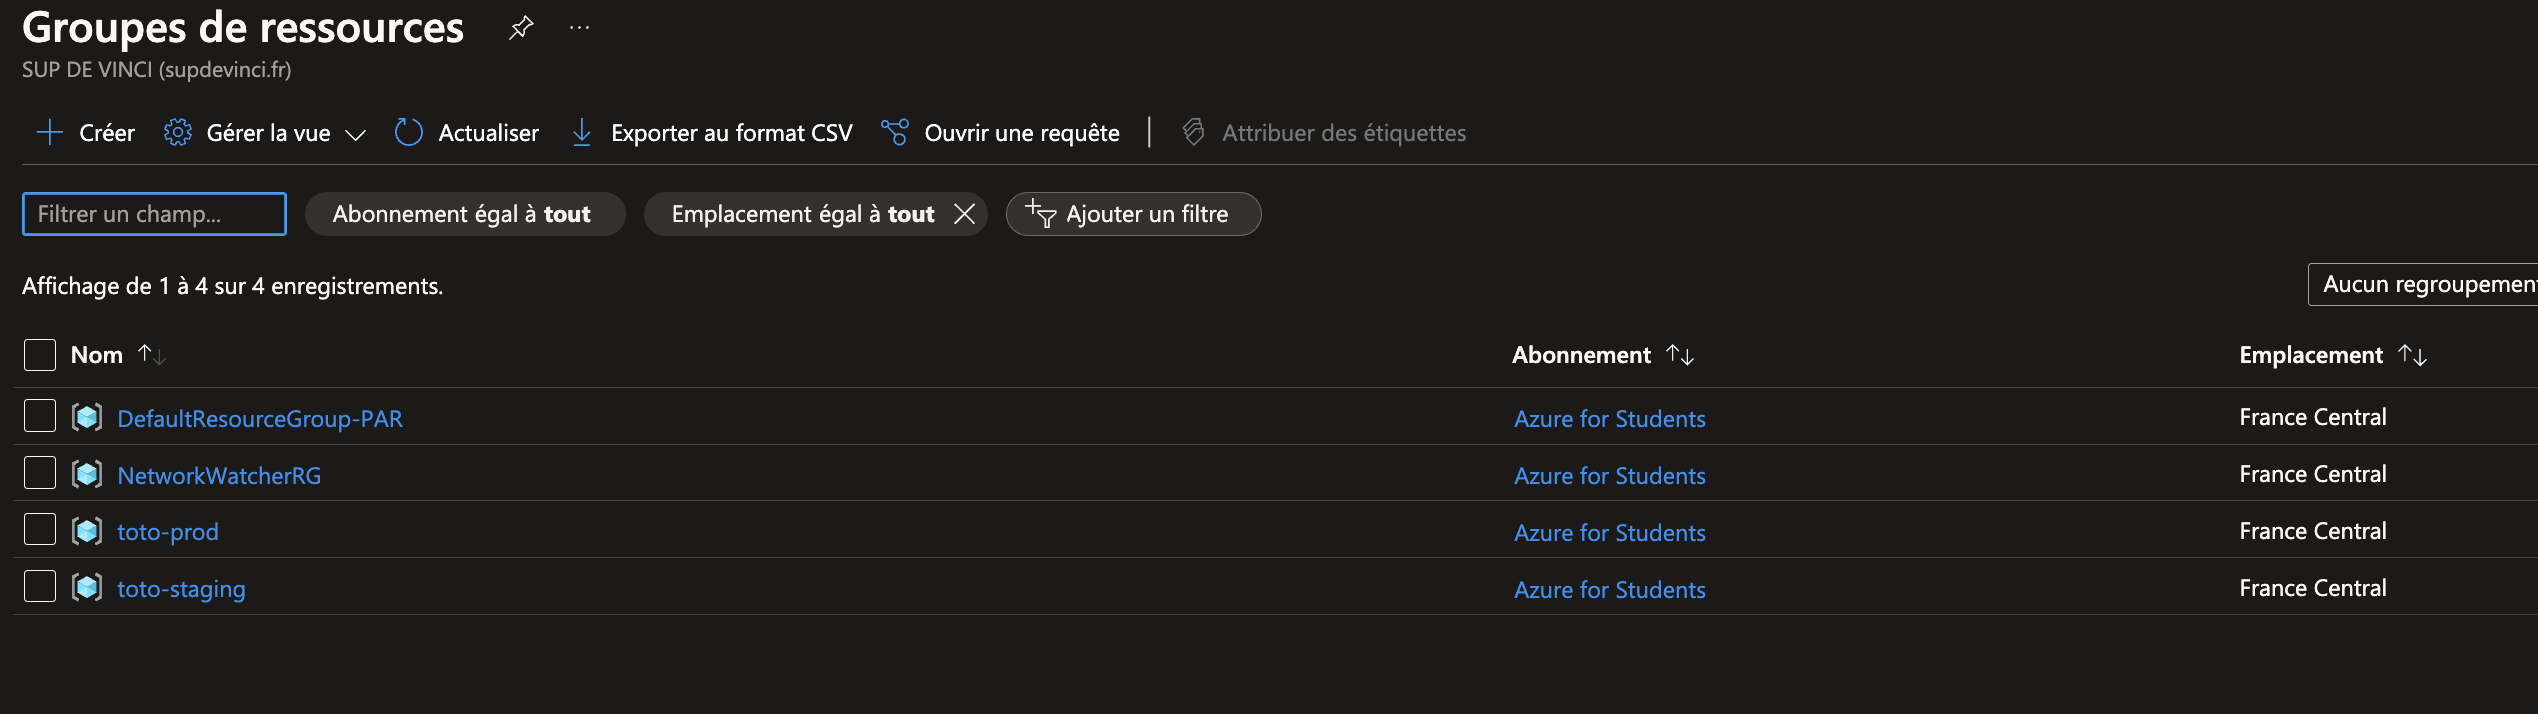 Groupes de ressources ...
SUP DE VINCI (supdevinci.fr)
Créer Gérer la vue Actualiser Exporter au format CSV Ouvrir une requête | Attribuer des étiquettes
Filtrer un champ... Abonnement égal à tout Emplacement égal à tout Ajouter un filtre
Affichage de 1 à 4 sur 4 enregistrements. Aucun regroupement
Nom Abonnement Emplacement
DefaultResourceGroup-PAR Azure for Students France Central
NetworkWatcherRG Azure for Students France Central
toto-prod Azure for Students France Central
toto-staging Azure for Students France Central